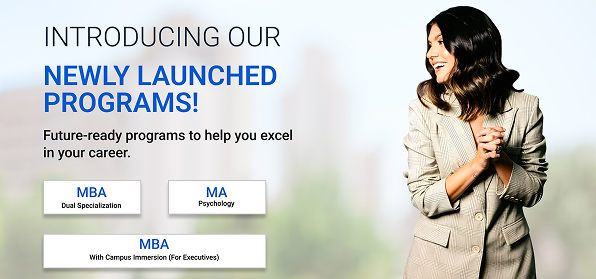 INTRODUCING OUR
NEWLY LAUNCHED
PROGRAMS!
Future-ready programs to help you excel
in your career.
MBA
Dual Specialization
MA
Psychology
MBA
With Campus Immersion (For Executives)